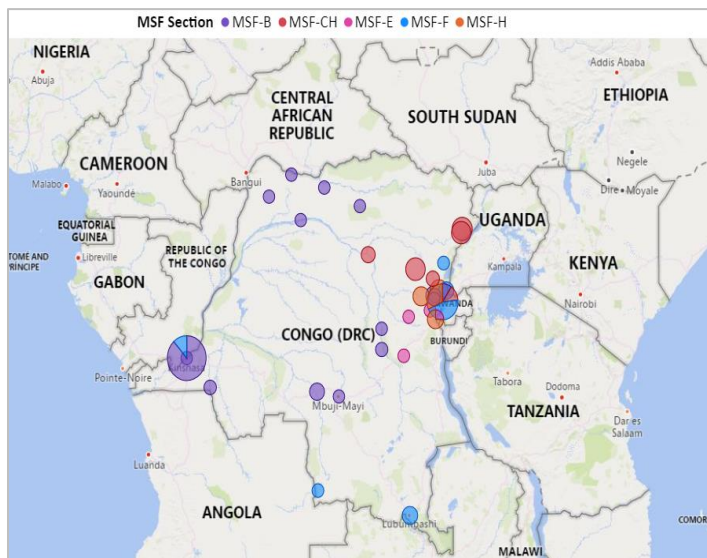 MSF Section MSF-B MSF-CH MSF-E MSF-F MSF-H
NIGERIA
Abuja
Addis Ababa
ETHIOPIA
CENTRAL
AFRICAN
REPUBLIC
SOUTH SUDAN
CAMEROON
Bangui
Juba
Negele
Malabo
Yaoundé
Dire
Moyale
EQUATORIAL
GUINEA
UGANDA
REPUBLIC OF
THE CONGO
TOMÉ AND
PRÍNCIPE
Libreville
Kampala
KENYA
GABON
Nairobi
CONGO (DRC)
BURUNDI
Kinshasa
Pointe-Noire
Tabora
Dodoma
Mbuji-Mayi
TANZANIA
Dar es
Salaam
Luanda
ANGOLA
Lubumbashi
COMOR
MALAWI